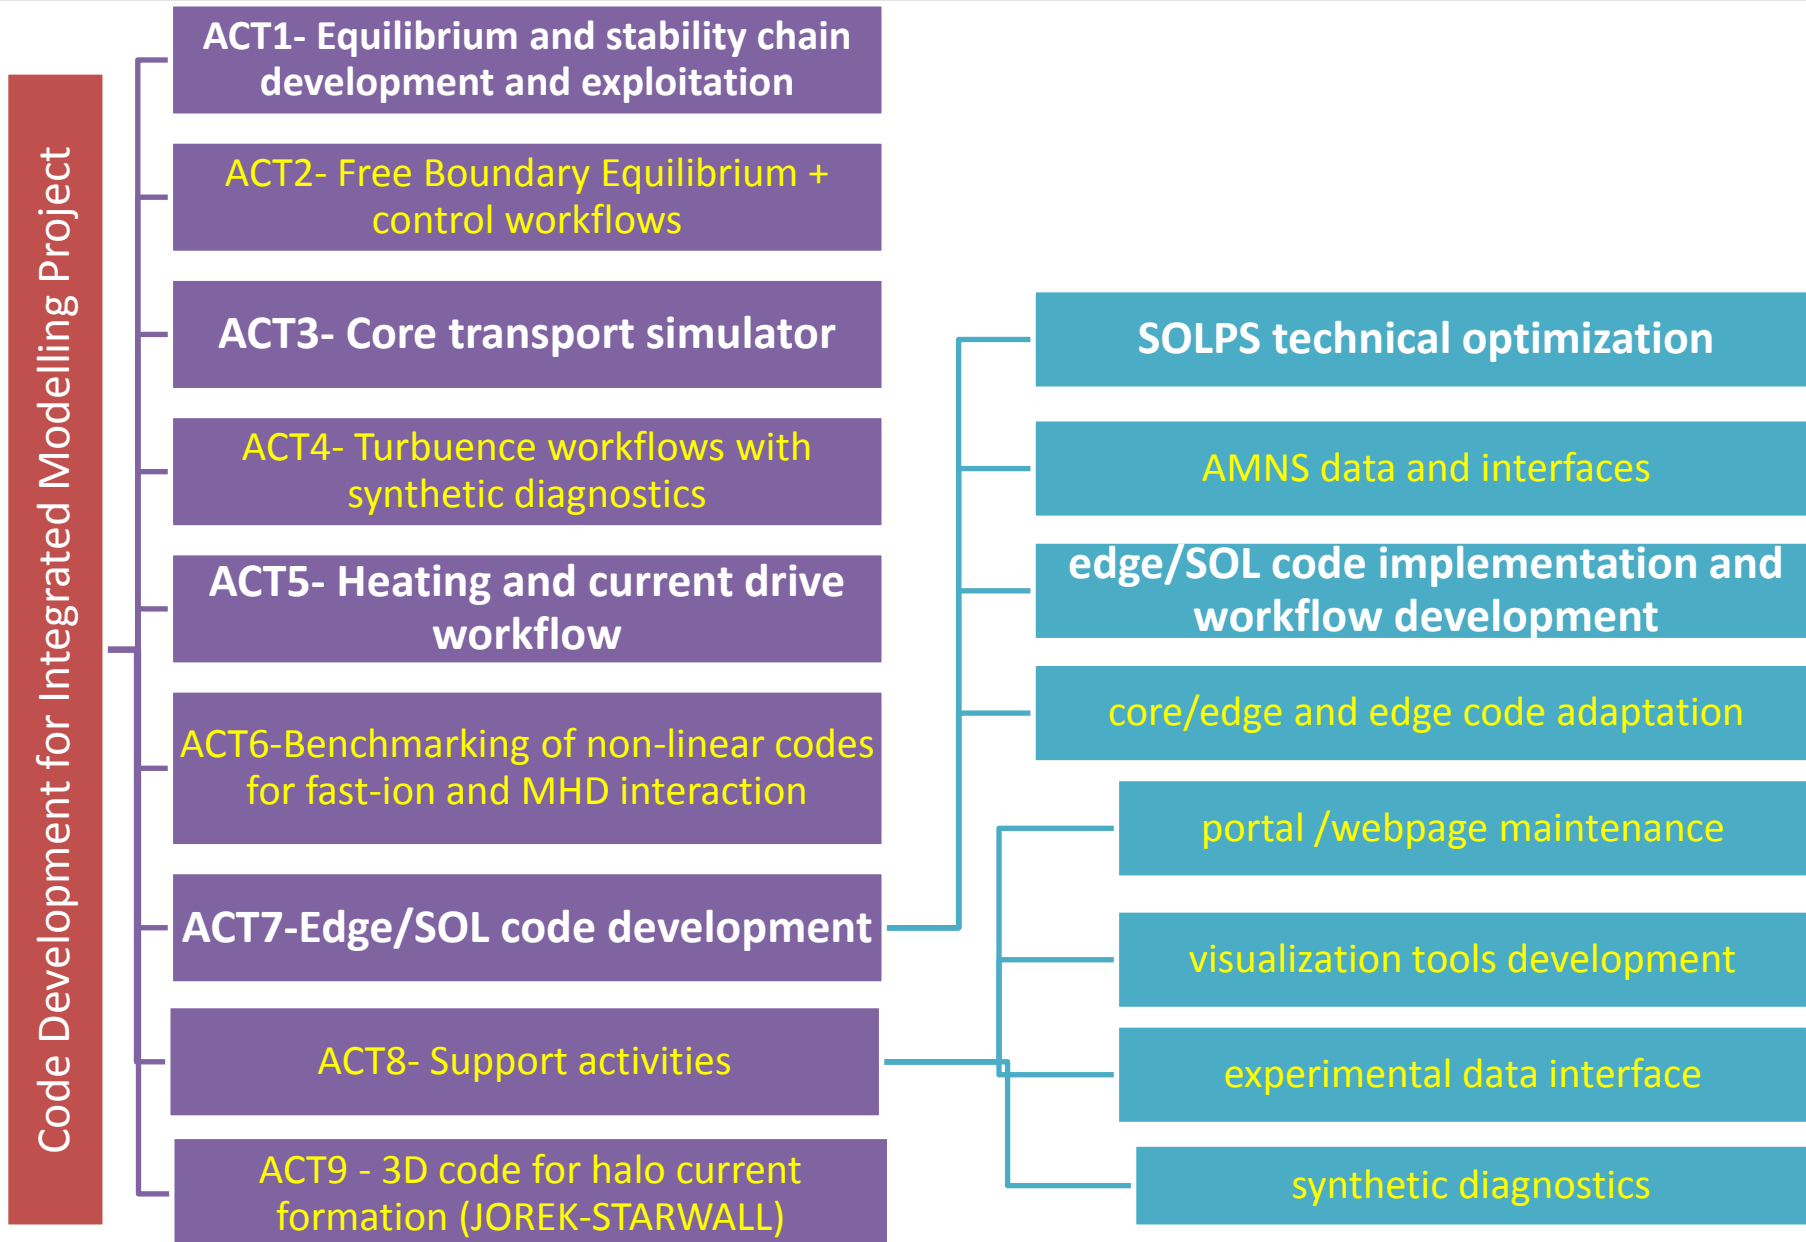 Code Development for Integrated Modelling Project
ACT1- Equilibrium and stability chain
development and exploitation
ACT2- Free Boundary Equilibrium +
control workflows
ACT3- Core transport simulator
ACT4- Turbuence workflows with
synthetic diagnostics
ACT5- Heating and current drive
workflow
ACT6-Benchmarking of non-linear codes
for fast-ion and MHD interaction
ACT7-Edge/SOL code development
ACT8- Support activities
ACT9 - 3D code for halo current
formation (JOREK-STARWALL)
SOLPS technical optimization
AMNS data and interfaces
edge/SOL code implementation and
workflow development
core/edge and edge code adaptation
portal /webpage maintenance
visualization tools development
experimental data interface
synthetic diagnostics